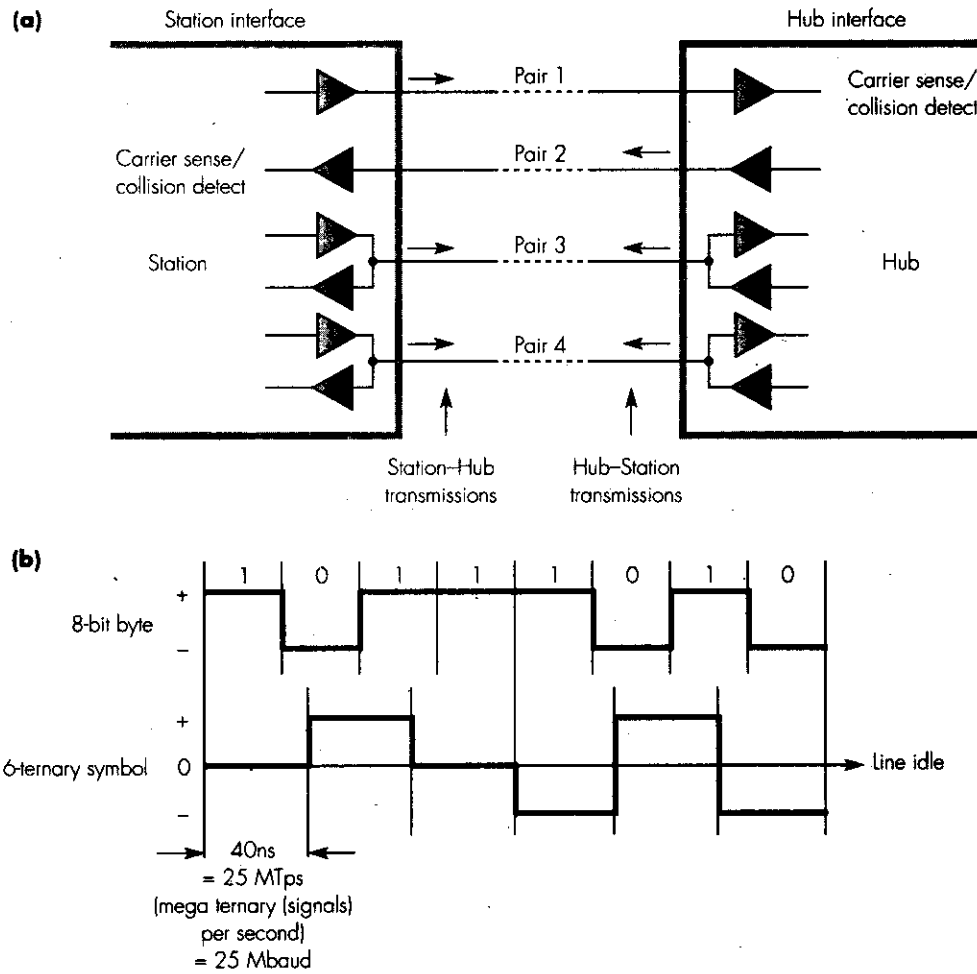 (a)
Station interface
Hub interface
Pair 1
Carrier sense/
collision detect
Pair 2
Carrier sense/
collision detect
Pair 3
Station
Hub
Pair 4
Station–Hub
transmissions
Hub–Station
transmissions
(b)
1 0 1 1 1 0 1 0
+
8-bit byte
−
+
6-ternary symbol 0
Line idle
−
40ns
= 25 MTps
(mega ternary (signals)
per second)
= 25 Mbaud